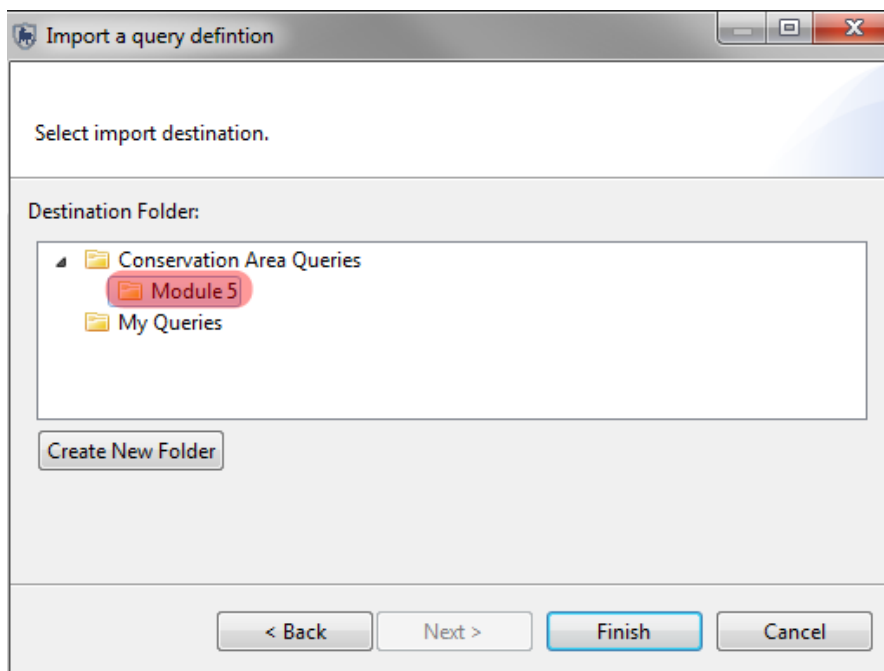 Import a query defintion
Select import destination.
Destination Folder:
Conservation Area Queries
Module 5
My Queries
Create New Folder
< Back Next > Finish Cancel